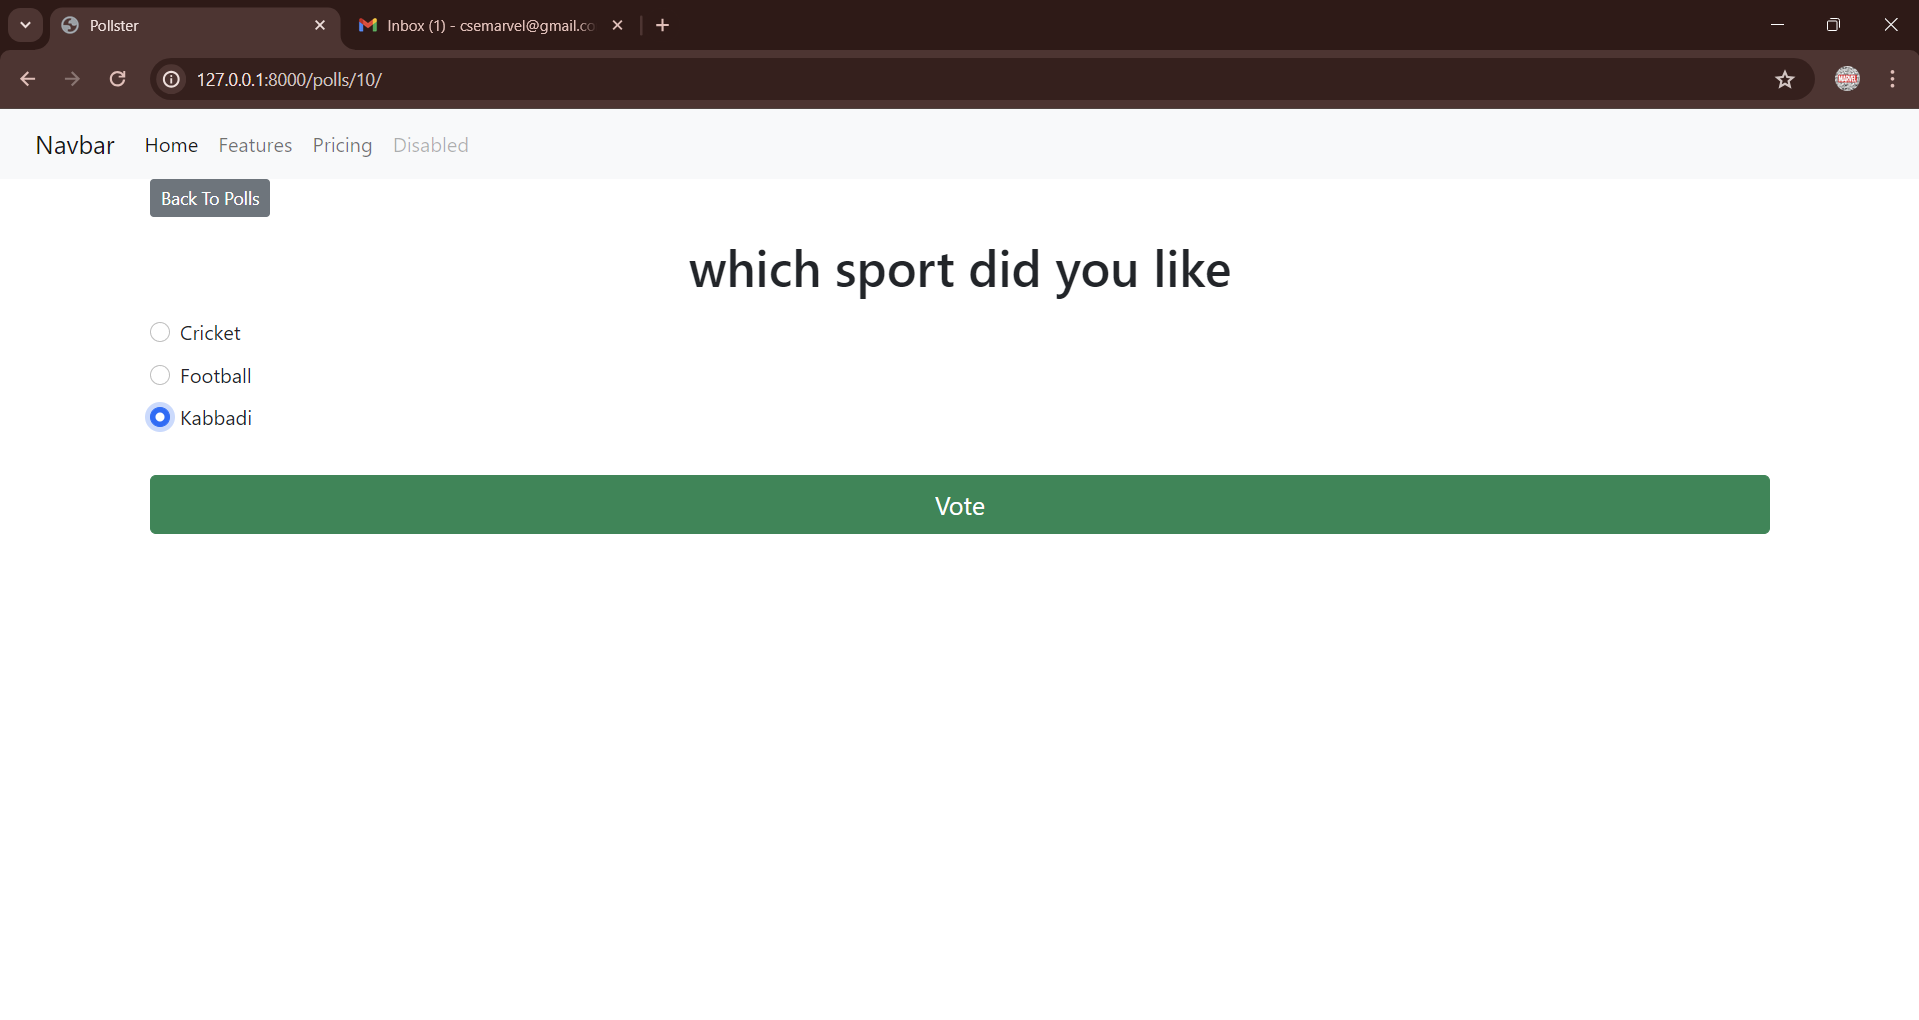 Pollster
Inbox (1) - csemarvel@gmail.co
127.0.0.1:8000/polls/10/
Navbar Home Features Pricing Disabled
Back To Polls
which sport did you like
Cricket
Football
Kabbadi
Vote